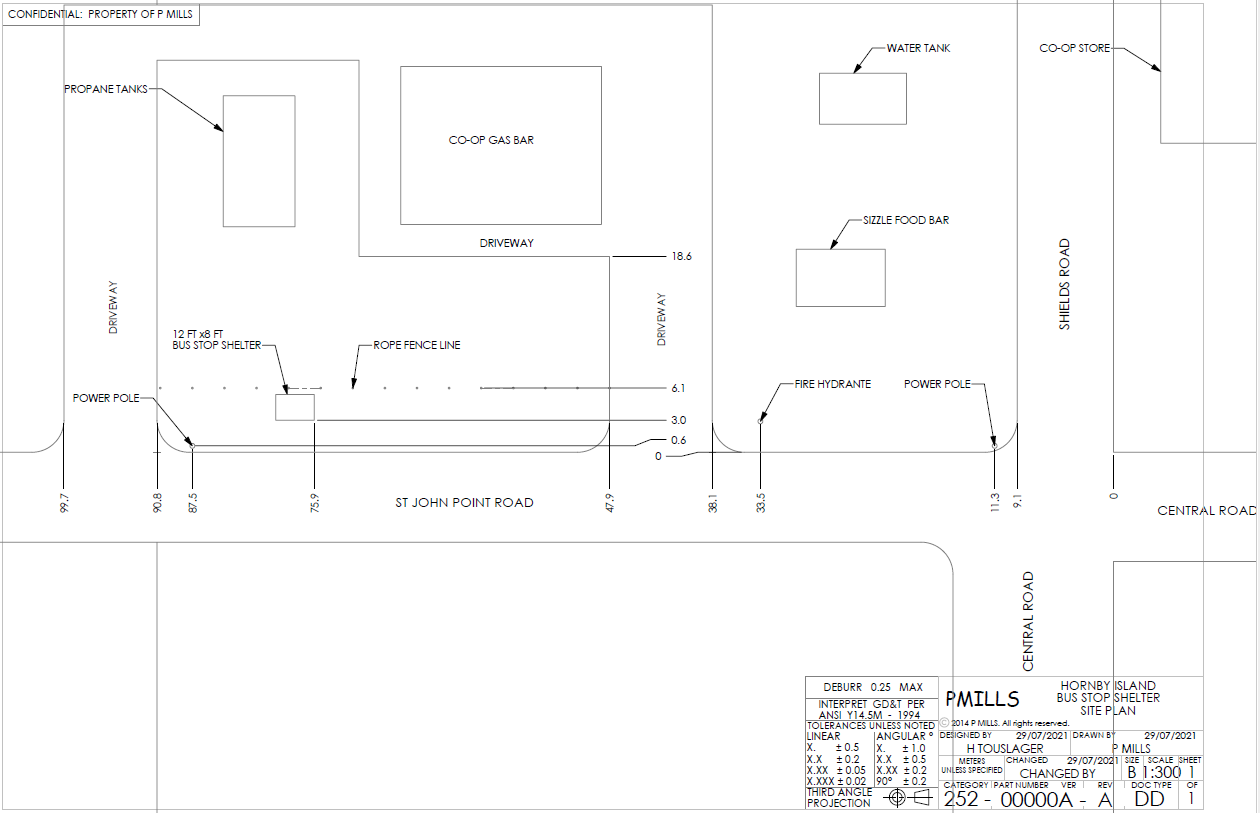 CONFIDENTIAL: PROPERTY OF P MILLS
WATER TANK
CO-OP STORE
PROPANE TANKS
CO-OP GAS BAR
SIZZLE FOOD BAR
DRIVEWAY
18.6
SHIELDS ROAD
DRIVEWAY
DRIVEWAY
12 FT x8 FT
BUS STOP SHELTER
ROPE FENCE LINE
6.1
FIRE HYDRANTE
POWER POLE
POWER POLE
3.0
0.6
0
99.7
90.8
87.5
75.9
47.9
38.1
33.5
11.3
9.1
0
ST JOHN POINT ROAD
CENTRAL ROAD
CENTRAL ROAD
DEBURR 0.25 MAX
INTERPRET GD&T PER
ANSI Y14.5M - 1994
TOLERANCES UNLESS NOTED
LINEAR ANGULAR °
X. ± 0.5 X. ± 1.0
X.X ± 0.2 X.X ± 0.5
X.XX ± 0.05 X.XX ± 0.2
X.XXX ± 0.02 90° ± 0.2
THIRD ANGLE
PROJECTION
PMILLS
HORNBY ISLAND
BUS STOP SHELTER
SITE PLAN
© 2014 P MILLS. All rights reserved.
DESIGNED BY 29/07/2021 DRAWN BY 29/07/2021
H TOUSLAGER P MILLS
METERS
UNLESS SPECIFIED
CHANGED 29/07/2021
CHANGED BY
SIZE SCALE SHEET
B 1:300 1
CATEGORY PART NUMBER VER REV DOC TYPE OF
252 - 00000A - A DD 1